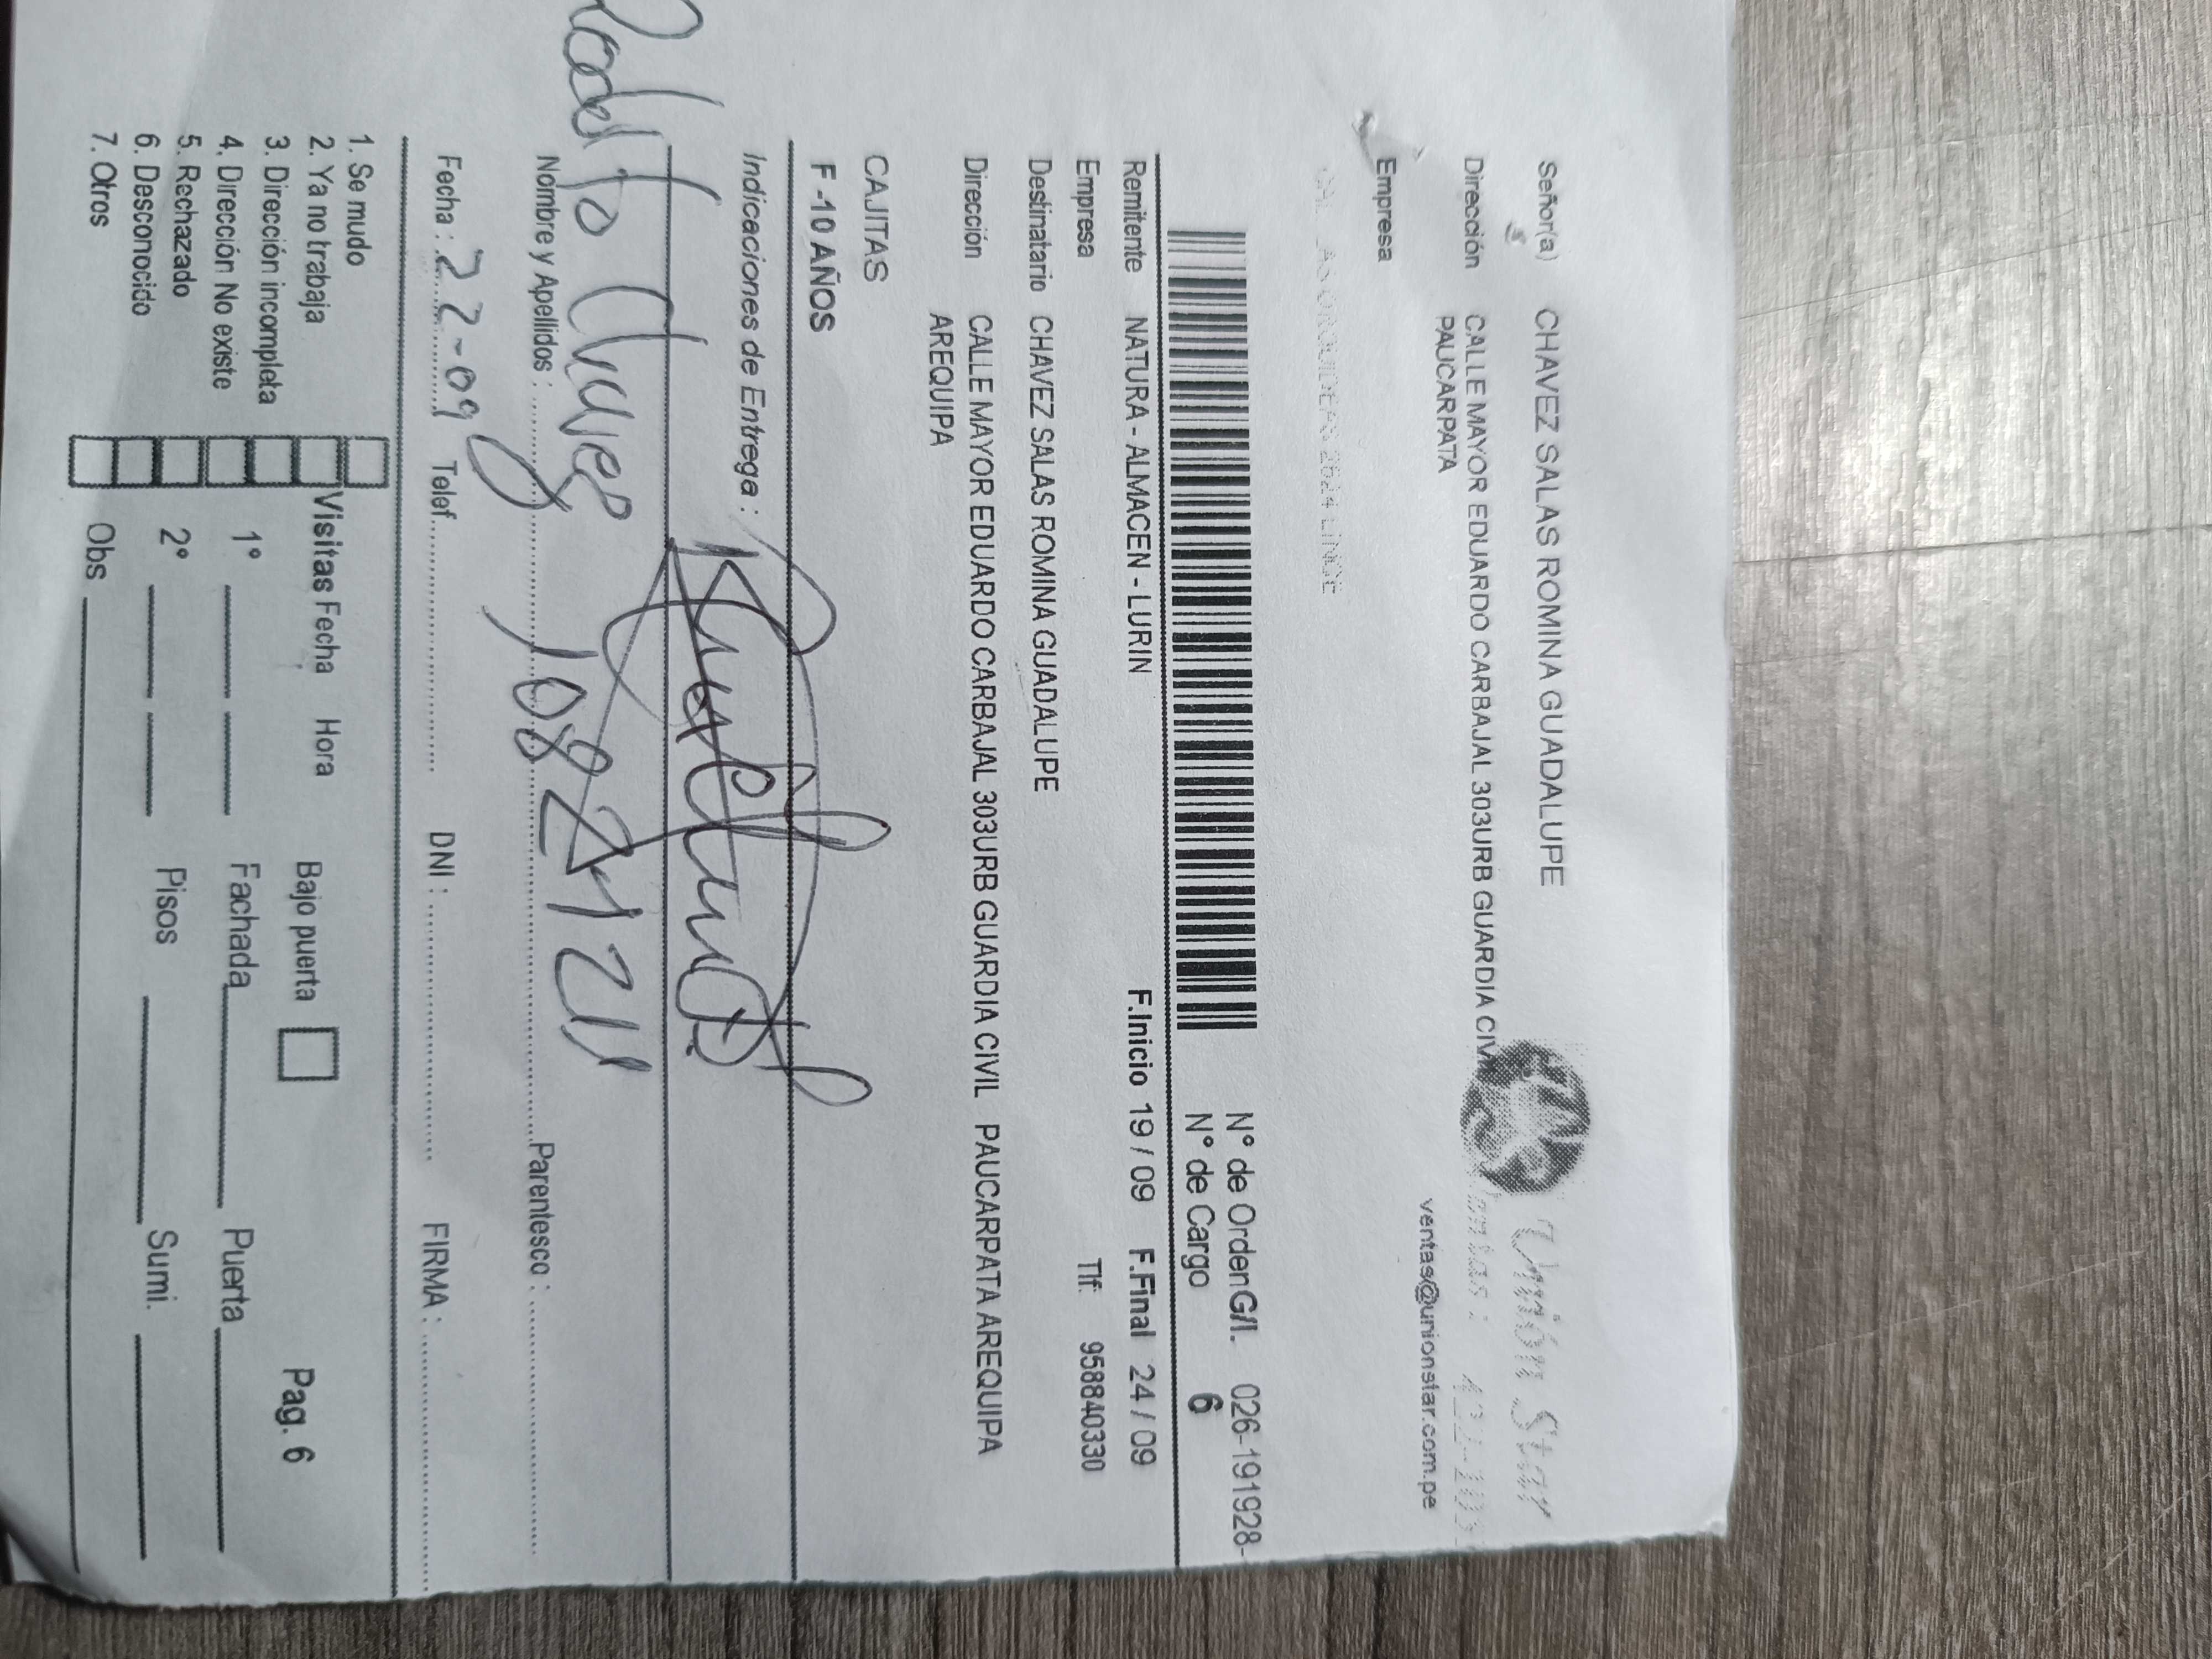 Señor(a) CHAVEZ SALAS ROMINA GUADALUPE
Unión Star
Dirección CALLE MAYOR EDUARDO CARBAJAL 303URB GUARDIA CIVI
PAUCARPATA
ventas@unionstar.com.pe
Empresa
2624 LINCE
N° de OrdenG/I. 026-191928-
N° de Cargo 6
Remitente NATURA - ALMACEN - LURIN F.Inicio 19 / 09 F.Final 24 / 09
Empresa Tlf: 958840330
Destinatario CHAVEZ SALAS ROMINA GUADALUPE
Dirección CALLE MAYOR EDUARDO CARBAJAL 303URB GUARDIA CIVIL PAUCARPATA AREQUIPA
AREQUIPA
CAJITAS
F -10 AÑOS
Indicaciones de Entrega :
Chavez
Nombre y Apellidos : Parentesco :
Fecha : 22-09 Telef. DNI : FIRMA :
1. Se mudo
2. Ya no trabaja
3. Dirección incompleta
4. Dirección No existe
5. Rechazado
6. Desconocido
7. Otros
Visitas Fecha Hora Bajo puerta Pag. 6
1° Fachada Puerta
2° Pisos Sumi.
Obs